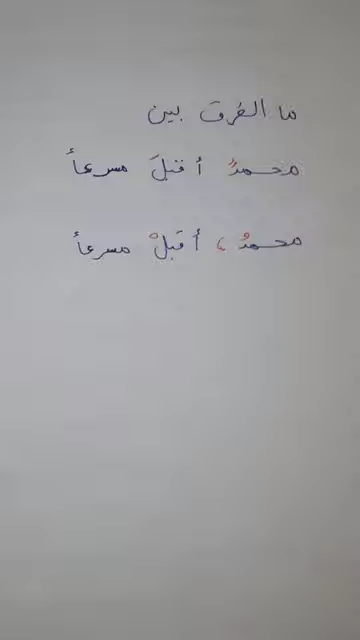 ما الفرق بين
محمدٌ أقبلَ مسرعاً
محمدُ ، أقبلْ مسرعاً